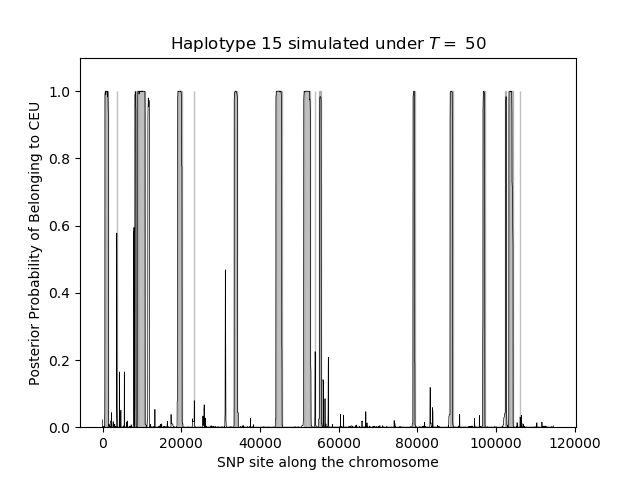 Haplotype 15 simulated under T = 50
Posterior Probability of Belonging to CEU
1.0
0.8
0.6
0.4
0.2
0.0
0 20000 40000 60000 80000 100000 120000
SNP site along the chromosome